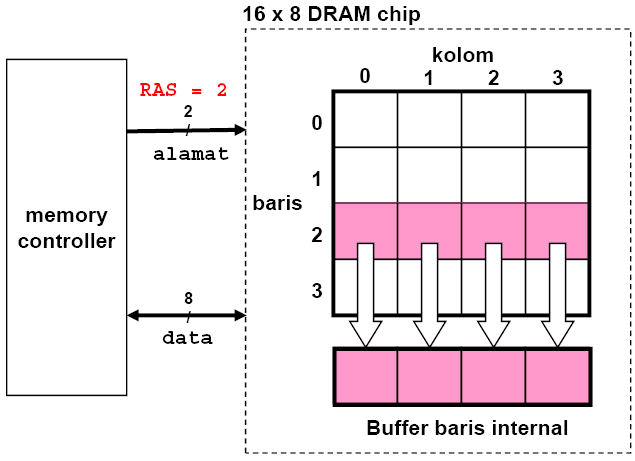 16 x 8 DRAM chip
kolom
0 1 2 3
RAS = 2
2
alamat
0
1
baris
2
3
memory
controller
8
data
Buffer baris internal